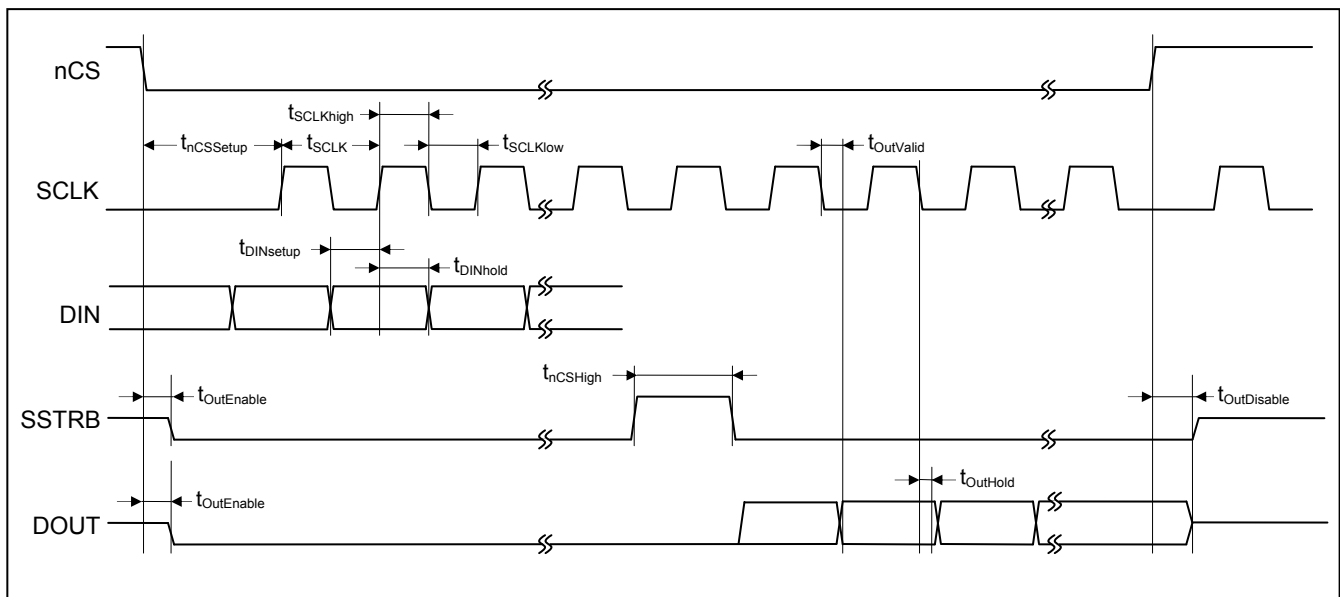 nCS
tSCLKhigh
tnCSSetup
tSCLK
tSCLKlow
tOutValid
SCLK
tDINsetup
tDINhold
DIN
tnCSHigh
tOutEnable
tOutDisable
SSTRB
tOutEnable
tOutHold
DOUT